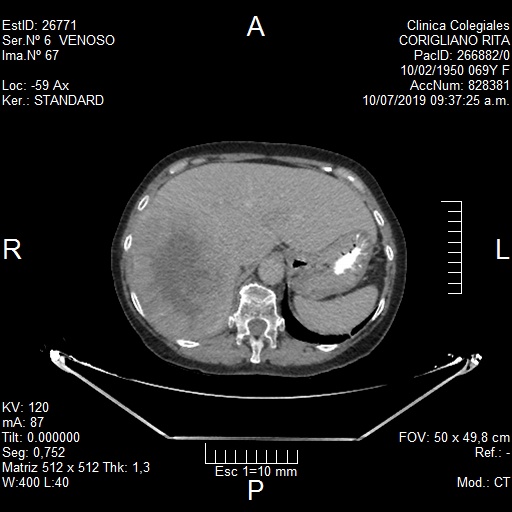 EstID: 26771
Ser.Nº 6 VENOSO
Ima.Nº 67
Loc: -59 Ax
Ker.: STANDARD
A
Clinica Colegiales
CORIGLIANO RITA
PacID: 266882/0
10/02/1950 069Y F
AccNum: 828381
10/07/2019 09:37:25 a.m.
R
L
KV: 120
mA: 87
Tilt: 0.000000
Seg: 0,752
Matriz 512 x 512 Thk: 1,3
W:400 L:40
Esc 1=10 mm
P
FOV: 50 x 49,8 cm
Ref.: -
Mod.: CT